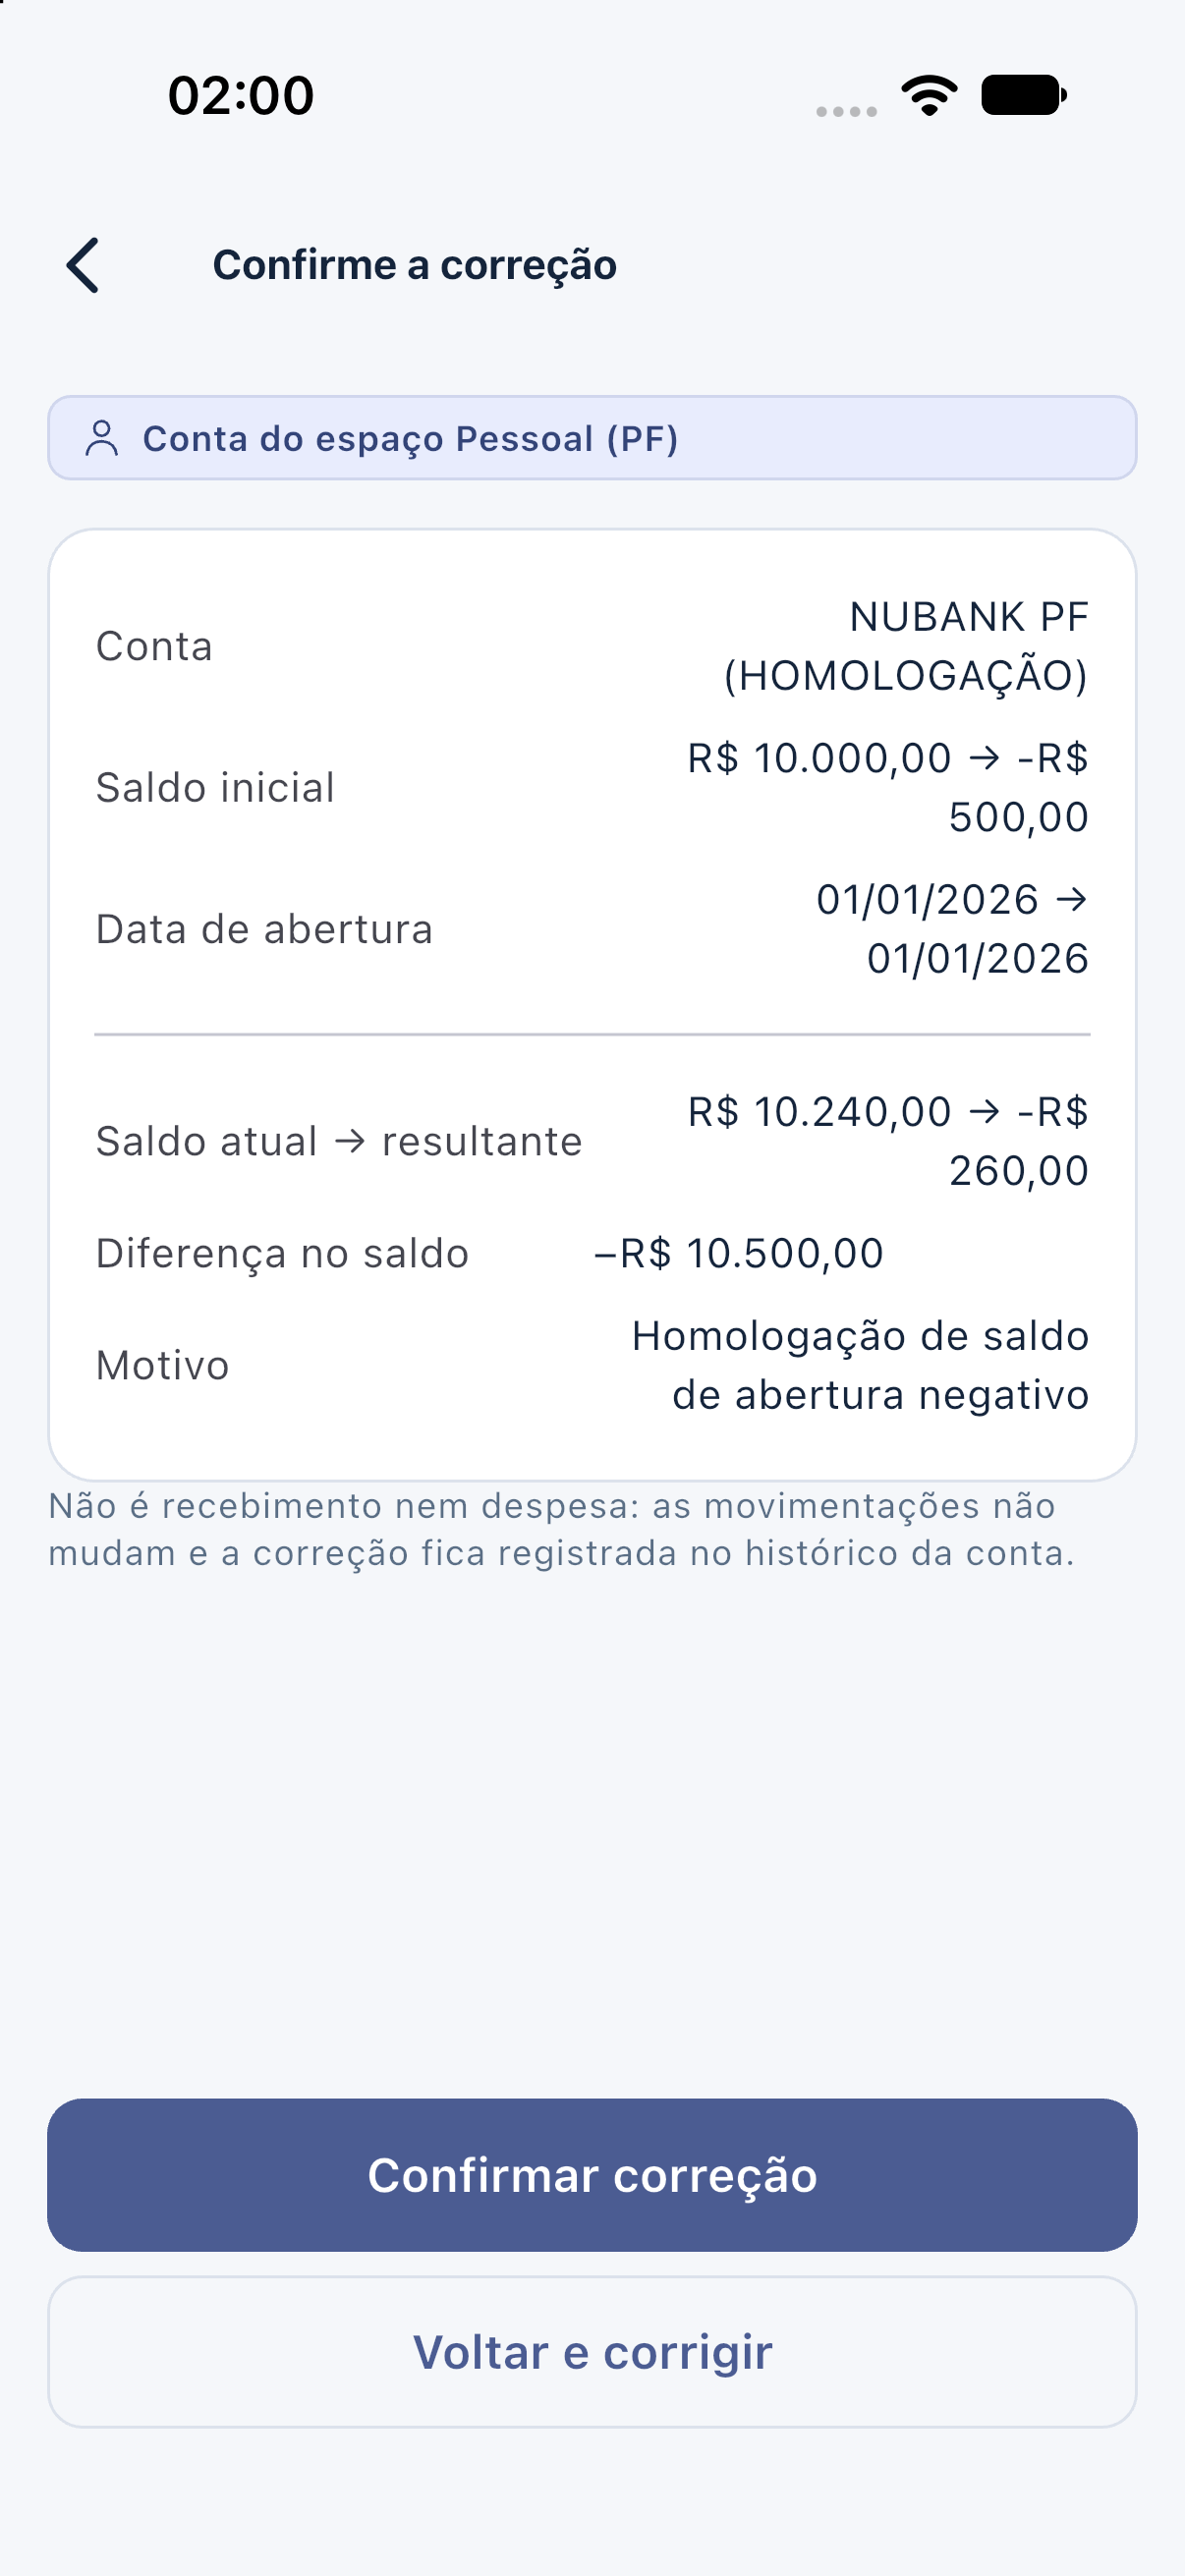 02:00
Confirme a correção
Conta do espaço Pessoal (PF)
Conta
NUBANK PF
(HOMOLOGAÇÃO)
Saldo inicial
R$ 10.000,00 → -R$
500,00
Data de abertura
01/01/2026 →
01/01/2026
Saldo atual → resultante
R$ 10.240,00 → -R$
260,00
Diferença no saldo
–R$ 10.500,00
Motivo
Homologação de saldo
de abertura negativo
Não é recebimento nem despesa: as movimentações não
mudam e a correção fica registrada no histórico da conta.
Confirmar correção
Voltar e corrigir